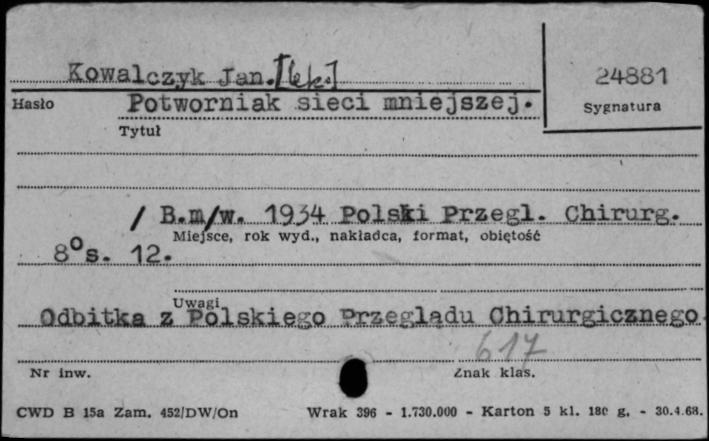 Kowalczyk Jan. [lek.]
24881
Hasło
Potworniak sieci mniejszej.
Sygnatura
Tytuł
/ B.m/w. 1934 Polski Przegl. Chirurg.
Miejsce, rok wyd., nakładca, format, objętość
8° s. 12.
Uwagi
Odbitka z Polskiego Przeglądu Chirurgicznego.
617
Nr inw.
Znak klas.
CWD B 15a Zam. 452/DW/On Wrak 396 - 1.730.000 - Karton 5 kl. 180 g. - 30.4.68.